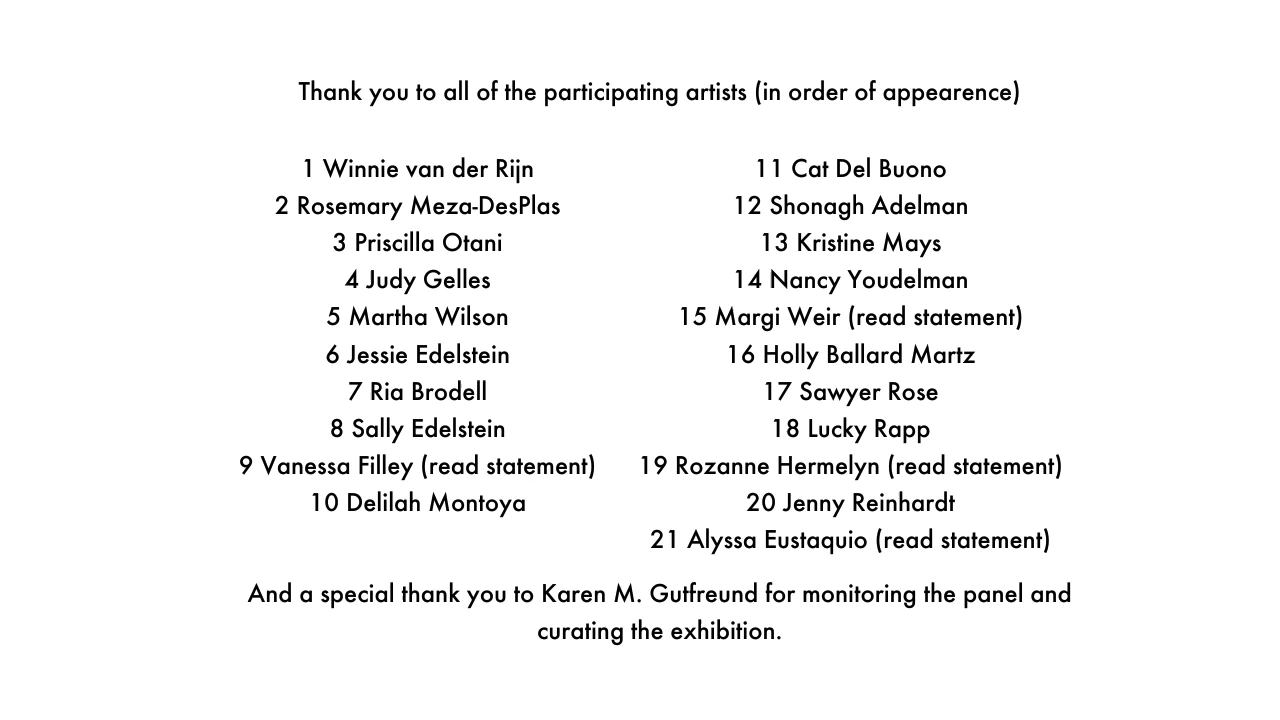 Thank you to all of the participating artists (in order of appearence)
1 Winnie van der Rijn
2 Rosemary Meza-DesPlas
3 Priscilla Otani
4 Judy Gelles
5 Martha Wilson
6 Jessie Edelstein
7 Ria Brodell
8 Sally Edelstein
9 Vanessa Filley (read statement)
10 Delilah Montoya
11 Cat Del Buono
12 Shonagh Adelman
13 Kristine Mays
14 Nancy Youdelman
15 Margi Weir (read statement)
16 Holly Ballard Martz
17 Sawyer Rose
18 Lucky Rapp
19 Rozanne Hermelyn (read statement)
20 Jenny Reinhardt
21 Alyssa Eustaquio (read statement)
And a special thank you to Karen M. Gutfreund for monitoring the panel and
curating the exhibition.